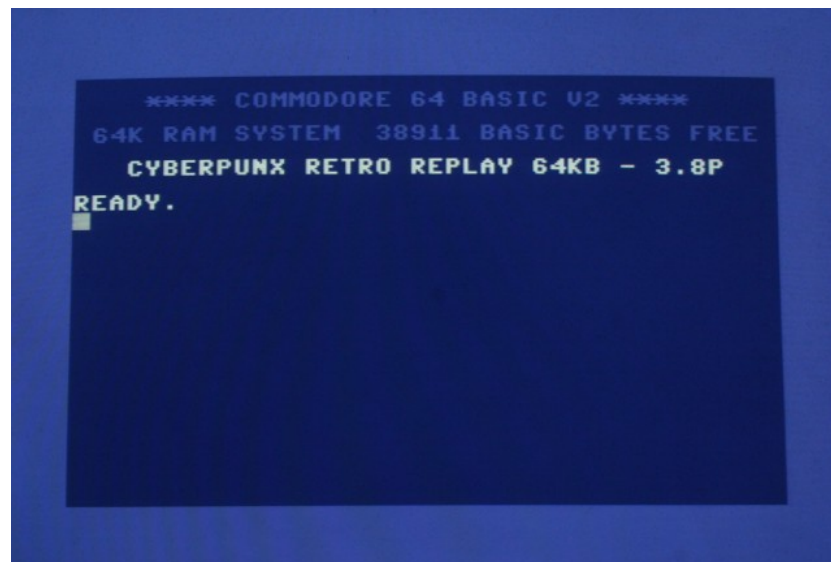 **** COMMODORE 64 BASIC V2 ****
64K RAM SYSTEM 38911 BASIC BYTES FREE
CYBERPUNX RETRO REPLAY 64KB - 3.8P
READY.